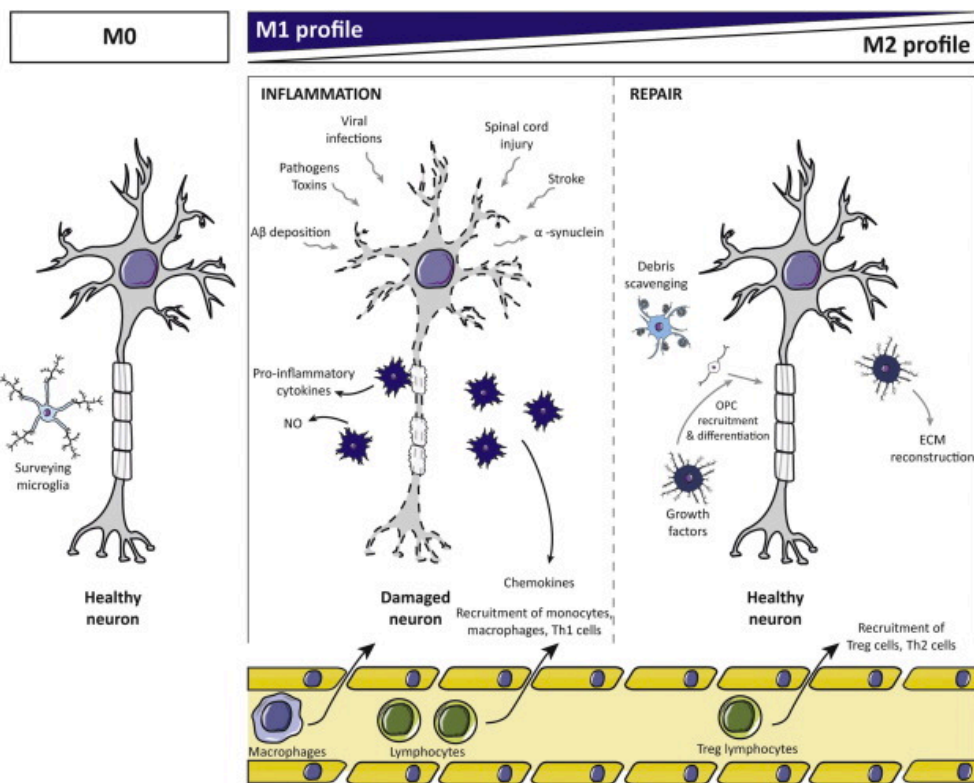 M0
M1 profile
M2 profile
INFLAMMATION
REPAIR
Viral
infections
Spinal cord
injury
Pathogens
Toxins
Stroke
Aβ deposition
α -synuclein
Debris
scavenging
Pro-inflammatory
cytokines
NO
OPC
recruitment
& differentiation
ECM
reconstruction
Surveying
microglia
Growth
factors
Chemokines
Healthy
neuron
Damaged
neuron
Healthy
neuron
Recruitment of monocytes,
macrophages, Th1 cells
Recruitment of
Treg cells, Th2 cells
Macrophages
Lymphocytes
Treg lymphocytes